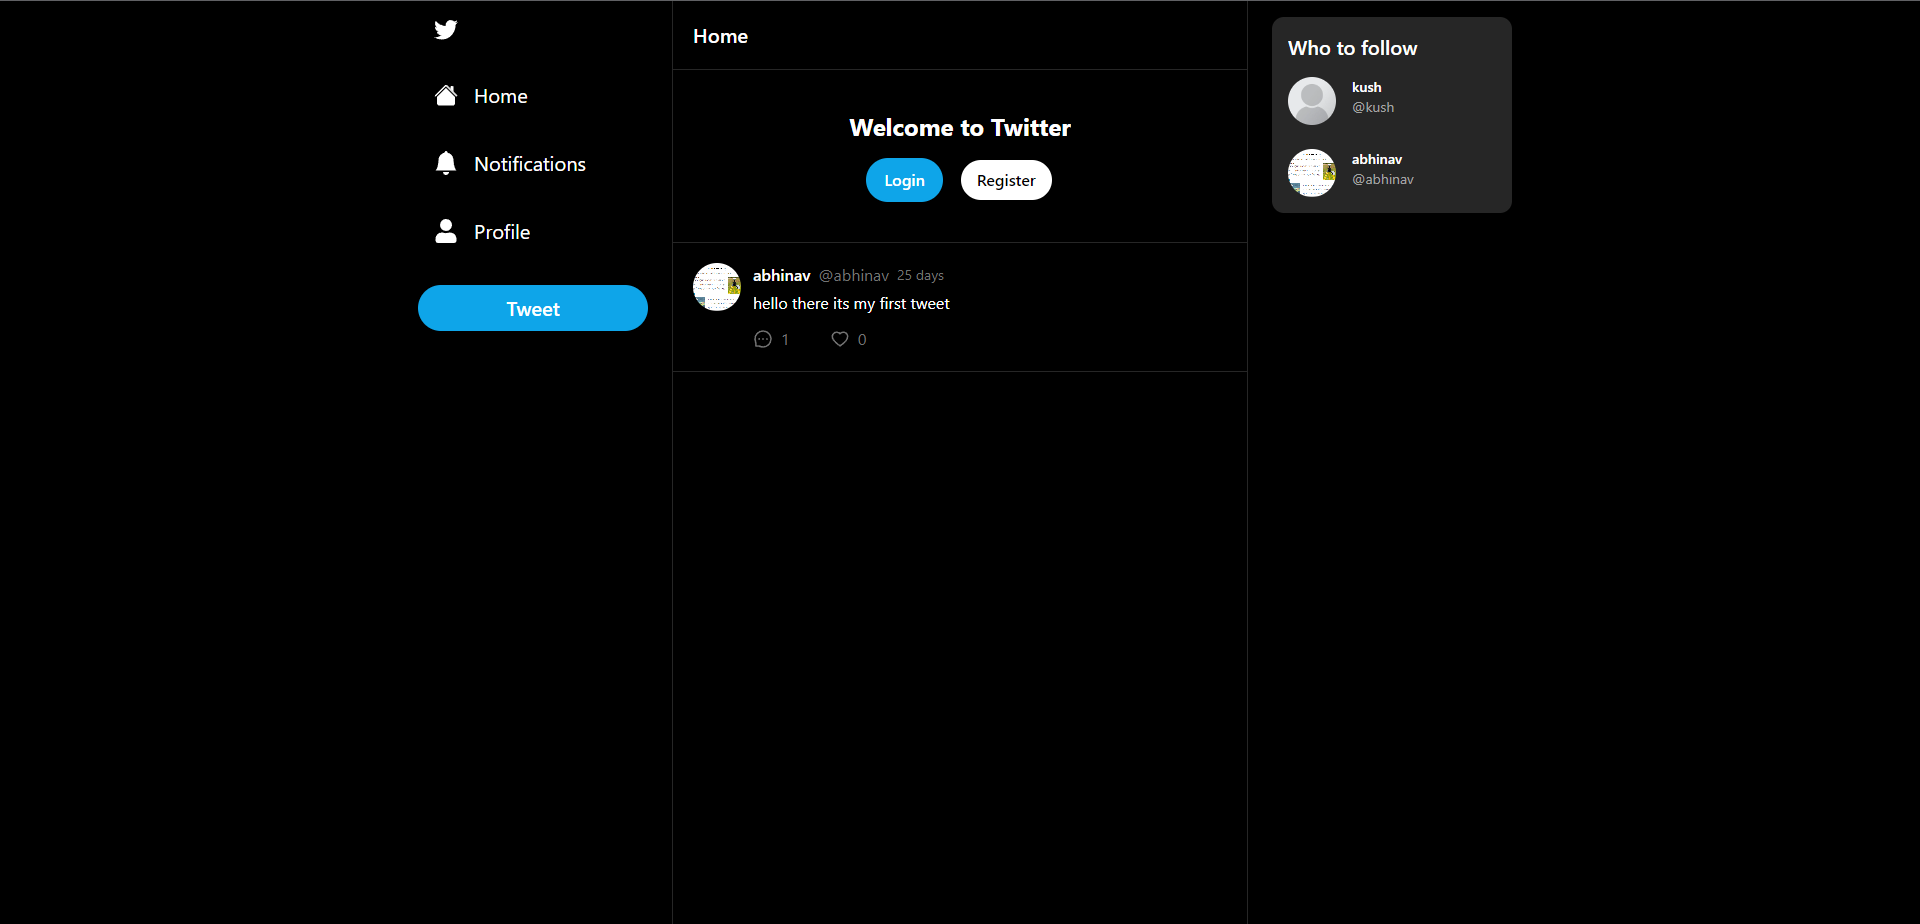 Home
Notifications
Profile
Tweet
Home
Welcome to Twitter
Login Register
abhinav @abhinav 25 days
hello there its my first tweet
1 0
Who to follow
kush
@kush
abhinav
@abhinav